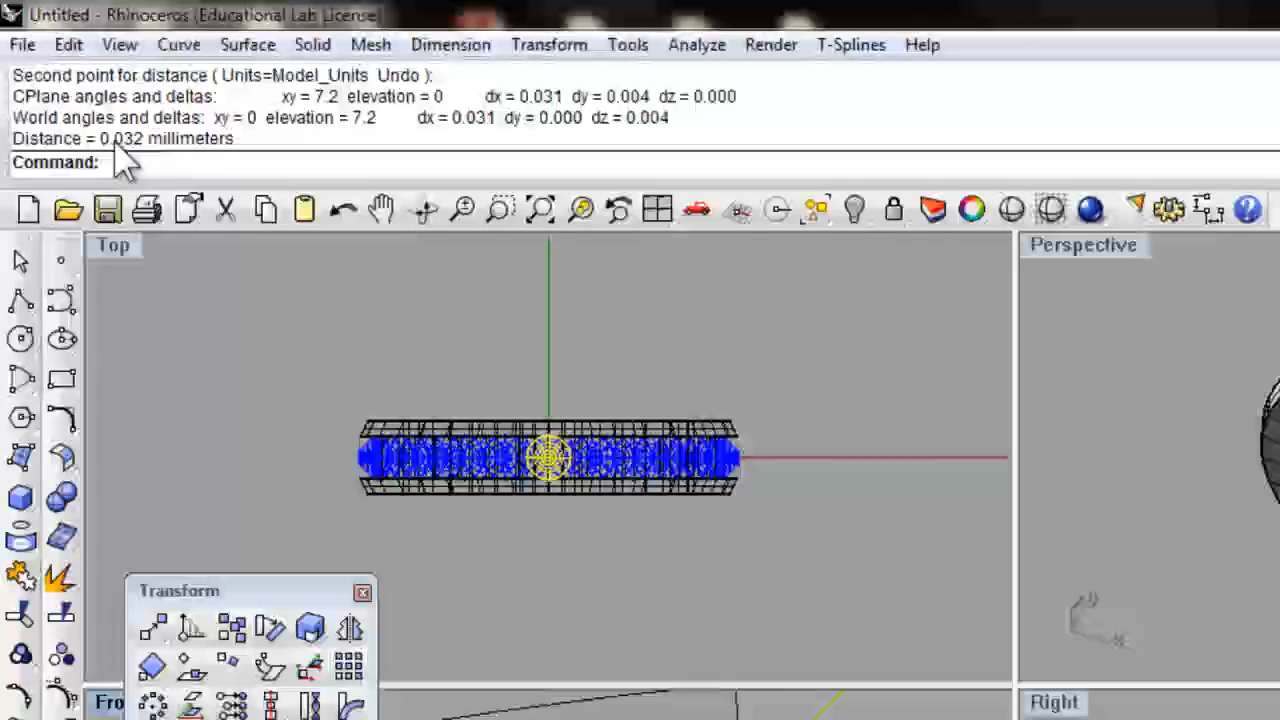 Untitled - Rhinoceros (Educational Lab License)
File Edit View Curve Surface Solid Mesh Dimension Transform Tools Analyze Render T-Splines Help
Second point for distance ( Units=Model_Units Undo ):
CPlane angles and deltas: xy = 7.2 elevation = 0 dx = 0.031 dy = 0.004 dz = 0.000
World angles and deltas: xy = 0 elevation = 7.2 dx = 0.031 dy = 0.000 dz = 0.004
Distance = 0.032 millimeters
Command:
Top
Perspective
Transform
Fro
Right